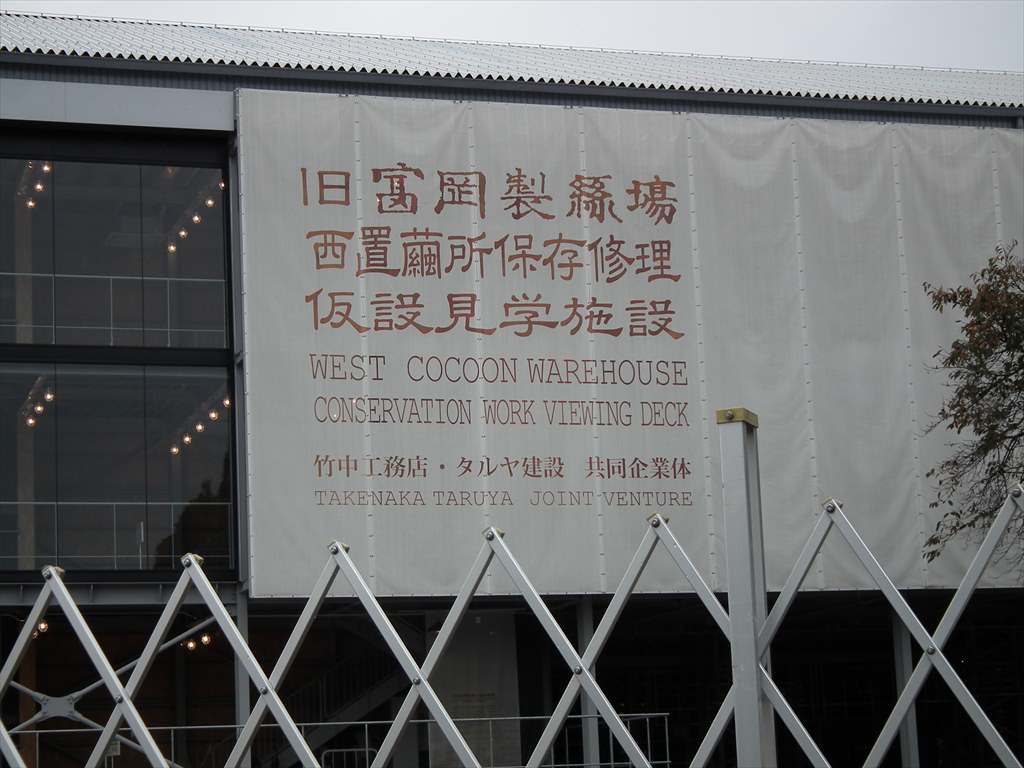 旧富岡製絲場
西置繭所保存修理
仮設見学施設
WEST COCOON WAREHOUSE
CONSERVATION WORK VIEWING DECK
竹中工務店・タルヤ建設 共同企業体
TAKENAKA TARUYA JOINT VENTURE